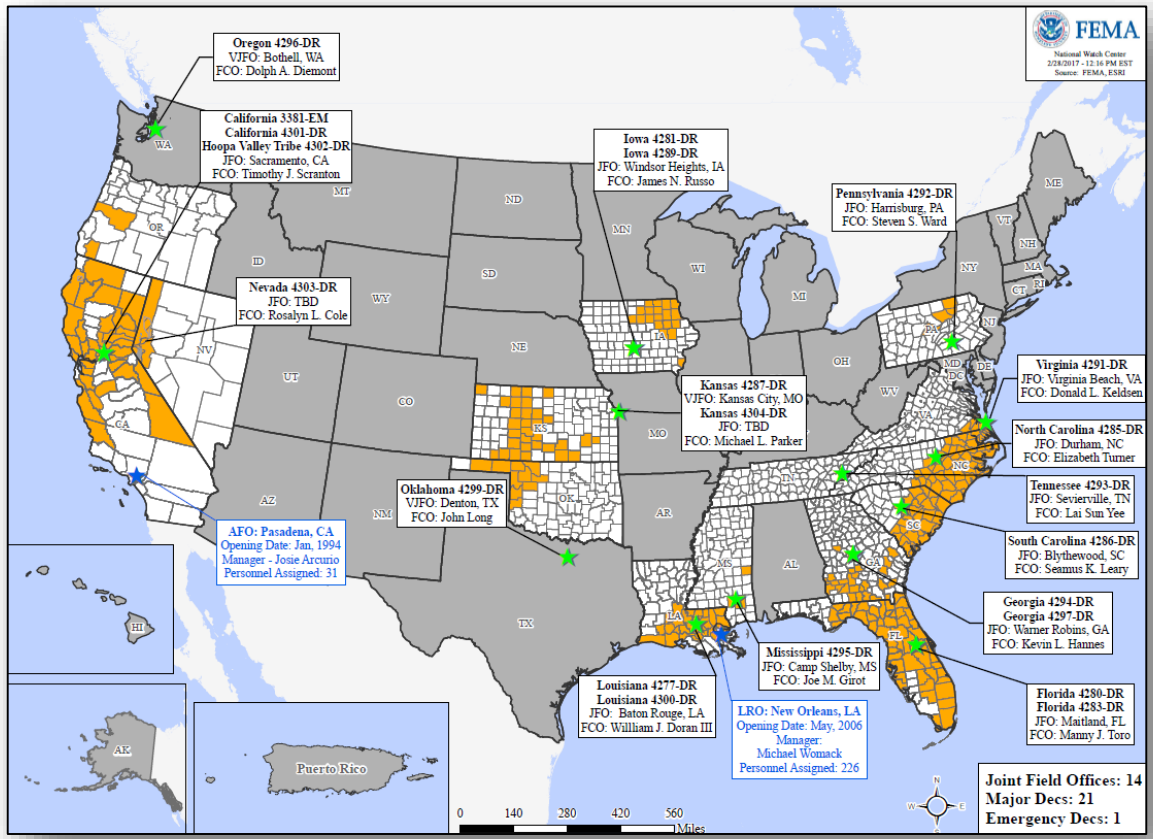 FEMA
National Watch Center
2/28/2017 - 12:16 PM EST
Source: FEMA, ESRI
Oregon 4296-DR
VJFO: Bothell, WA
FCO: Dolph A. Diemont
California 3381-EM
California 4301-DR
Hoopa Valley Tribe 4302-DR
JFO: Sacramento, CA
FCO: Timothy J. Scranton
Iowa 4281-DR
Iowa 4289-DR
JFO: Windsor Heights, IA
FCO: James N. Russo
Pennsylvania 4292-DR
JFO: Harrisburg, PA
FCO: Steven S. Ward
Nevada 4303-DR
JFO: TBD
FCO: Rosalyn L. Cole
Kansas 4287-DR
VJFO: Kansas City, MO
Kansas 4304-DR
JFO: TBD
FCO: Michael L. Parker
Virginia 4291-DR
JFO: Virginia Beach, VA
FCO: Donald L. Keldsen
North Carolina 4285-DR
JFO: Durham, NC
FCO: Elizabeth Turner
Tennessee 4293-DR
JFO: Sevierville, TN
FCO: Lai Sun Yee
South Carolina 4286-DR
JFO: Blythewood, SC
FCO: Seamus K. Leary
Oklahoma 4299-DR
VJFO: Denton, TX
FCO: John Long
AFO: Pasadena, CA
Opening Date: Jan, 1994
Manager - Josie Arcurio
Personnel Assigned: 31
Georgia 4294-DR
Georgia 4297-DR
JFO: Warner Robins, GA
FCO: Kevin L. Hannes
Mississippi 4295-DR
JFO: Camp Shelby, MS
FCO: Joe M. Girot
Louisiana 4277-DR
Louisiana 4300-DR
JFO: Baton Rouge, LA
FCO: Willliam J. Doran III
LRO: New Orleans, LA
Opening Date: May, 2006
Manager:
Michael Womack
Personnel Assigned: 226
Florida 4280-DR
Florida 4283-DR
JFO: Maitland, FL
FCO: Manny J. Toro
WA
MT
ND
MN
ME
OR
ID
SD
WI
VT
NH
NY
MA
CT
RI
WY
MI
IA
PA
NJ
NV
NE
OH
MD
DE
DC
UT
CO
KS
MO
WV
VA
CA
AZ
NM
OK
AR
TN
NC
SC
TX
LA
MS
AL
GA
FL
HI
AK
Puerto Rico
N
W
E
S
0
140
280
420
560
Miles
Joint Field Offices: 14
Major Decs: 21
Emergency Decs: 1